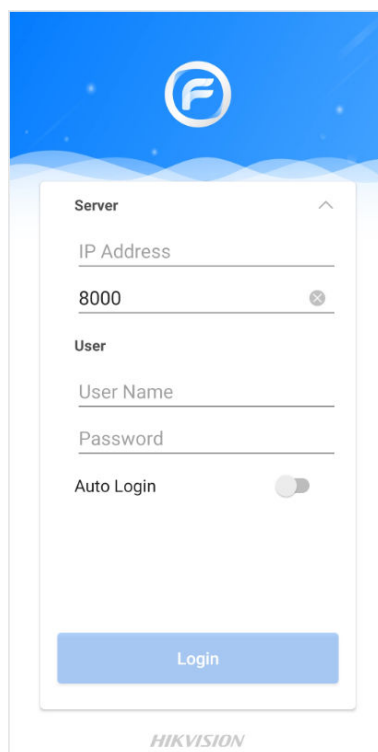 Server
IP Address
8000
User
User Name
Password
Auto Login
Login
HIKVISION